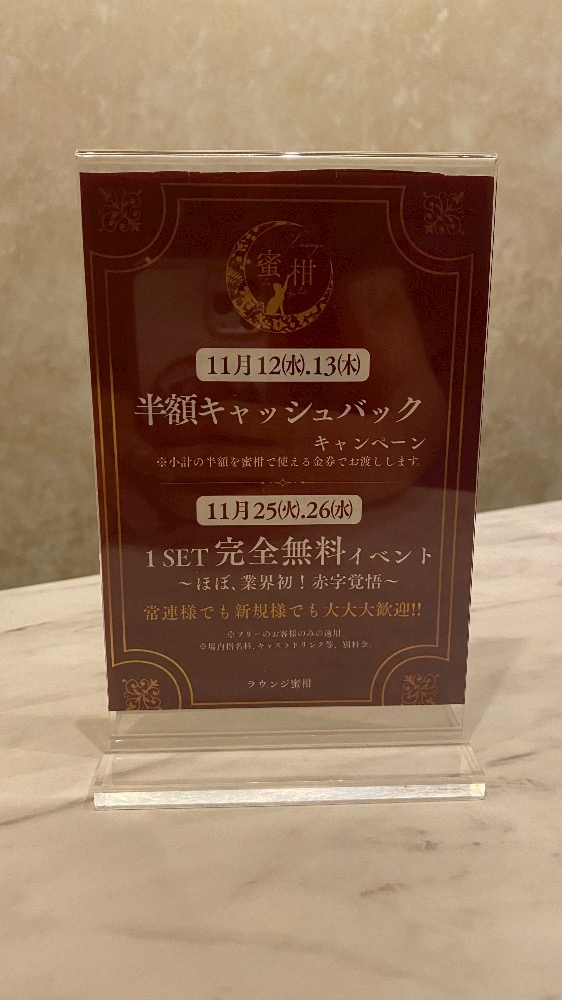 Lounge
蜜柑
11月12㈬.13㈭
半額キャッシュバック
キャンペーン
※小計の半額を蜜柑で使える金券でお渡しします。
11月25㈫.26㈬
1 SET 完全無料イベント
～ほぼ、業界初！赤字覚悟～
常連様でも新規様でも大大大歓迎!!
※フリーのお客様のみの適用
※場内指名料、キャストドリンク等、別料金。
ラウンジ蜜柑